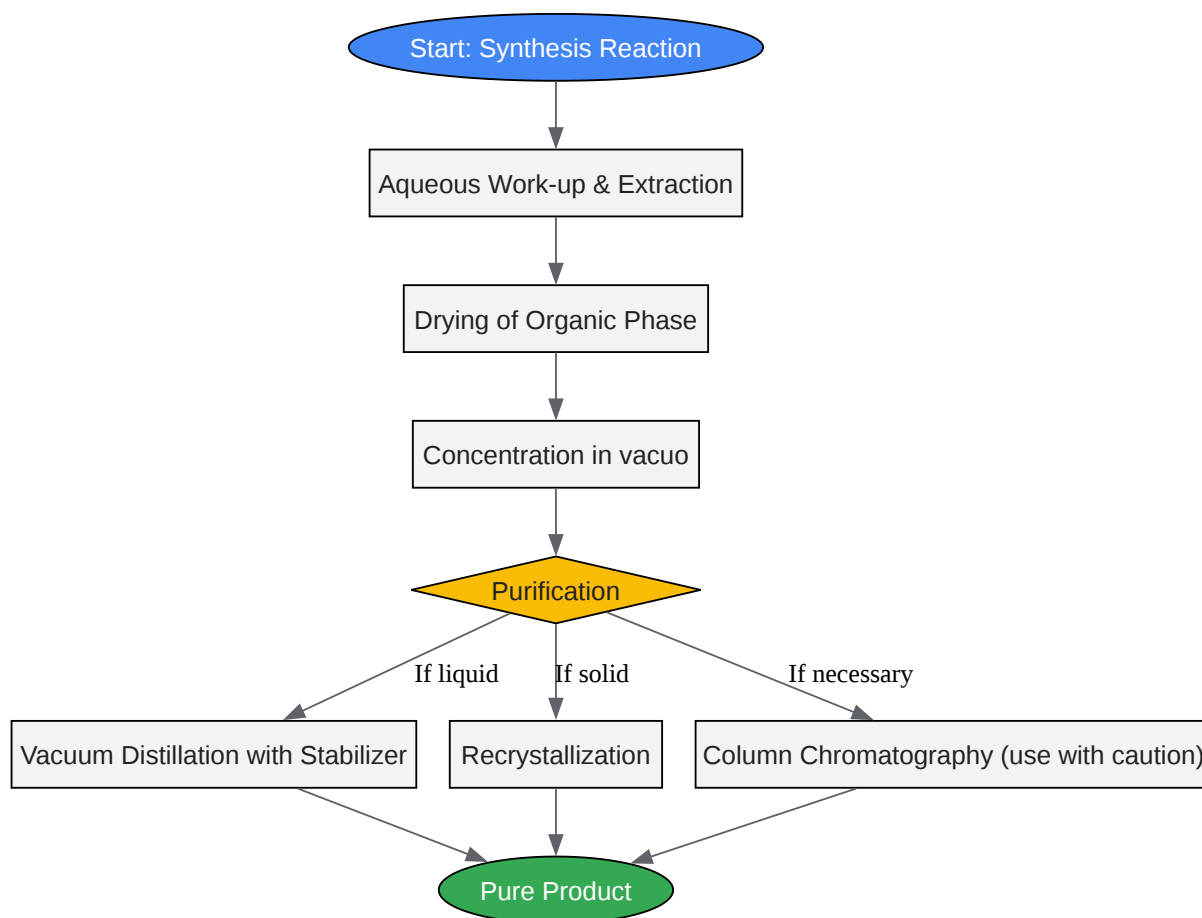 Start: Synthesis Reaction
Aqueous Work-up & Extraction
Drying of Organic Phase
Concentration in vacuo
Purification
If liquid
If solid
If necessary
Vacuum Distillation with Stabilizer
Recrystallization
Column Chromatography (use with caution)
Pure Product